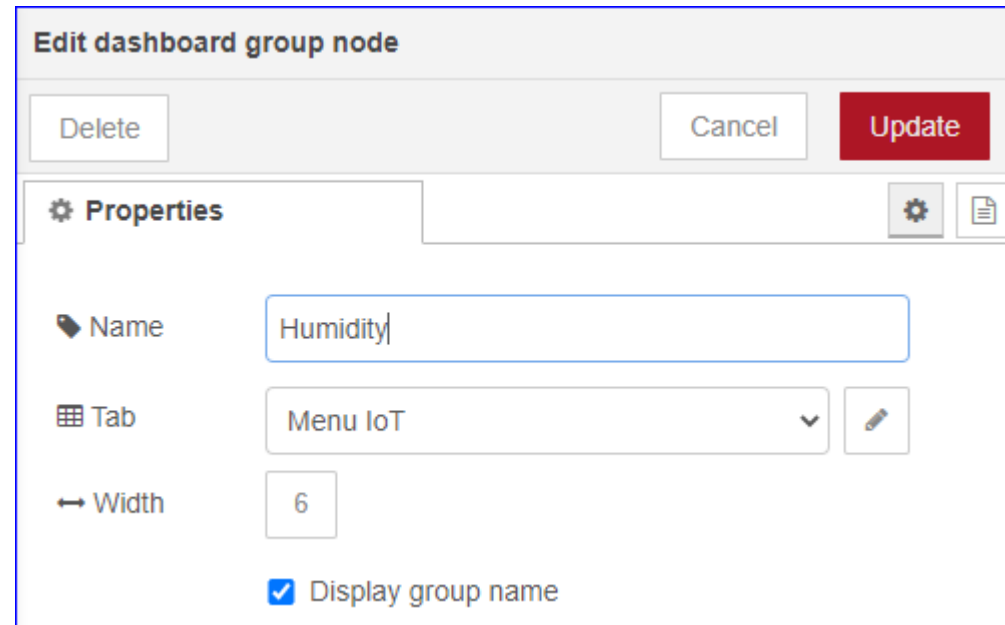 Edit dashboard group node
Delete Cancel Update
Properties
Name Humidity
Tab Menu IoT
Width 6
Display group name